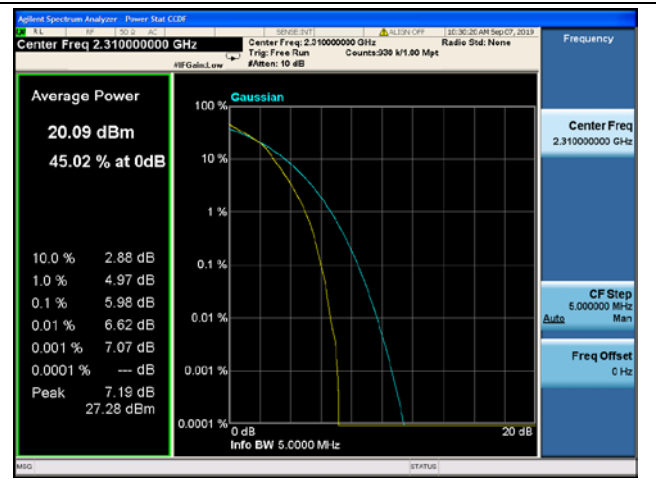 Agilent Spectrum Analyzer Power Stat CCDF
RL RF 50 Ω AC SENSE:INT ALIGN OFF 10:30:20 AM Sep 07, 2019
Center Freq 2.310000000 GHz
Center Freq: 2.310000000 GHz Radio Std: None
Trig: Free Run Counts:930 k/1.00 Mpt
#IFGain:Low #Atten: 10 dB
Frequency
Average Power
20.09 dBm
45.02 % at 0dB
10.0 % 2.88 dB
1.0 % 4.97 dB
0.1 % 5.98 dB
0.01 % 6.62 dB
0.001 % 7.07 dB
0.0001 % --- dB
Peak 7.19 dB
27.28 dBm
Gaussian
100 %
10 %
1 %
0.1 %
0.01 %
0.001 %
0.0001 %
0 dB 20 dB
Info BW 5.0000 MHz
Center Freq
2.310000000 GHz
CF Step
5.000000 MHz
Auto Man
Freq Offset
0 Hz
MSG STATUS